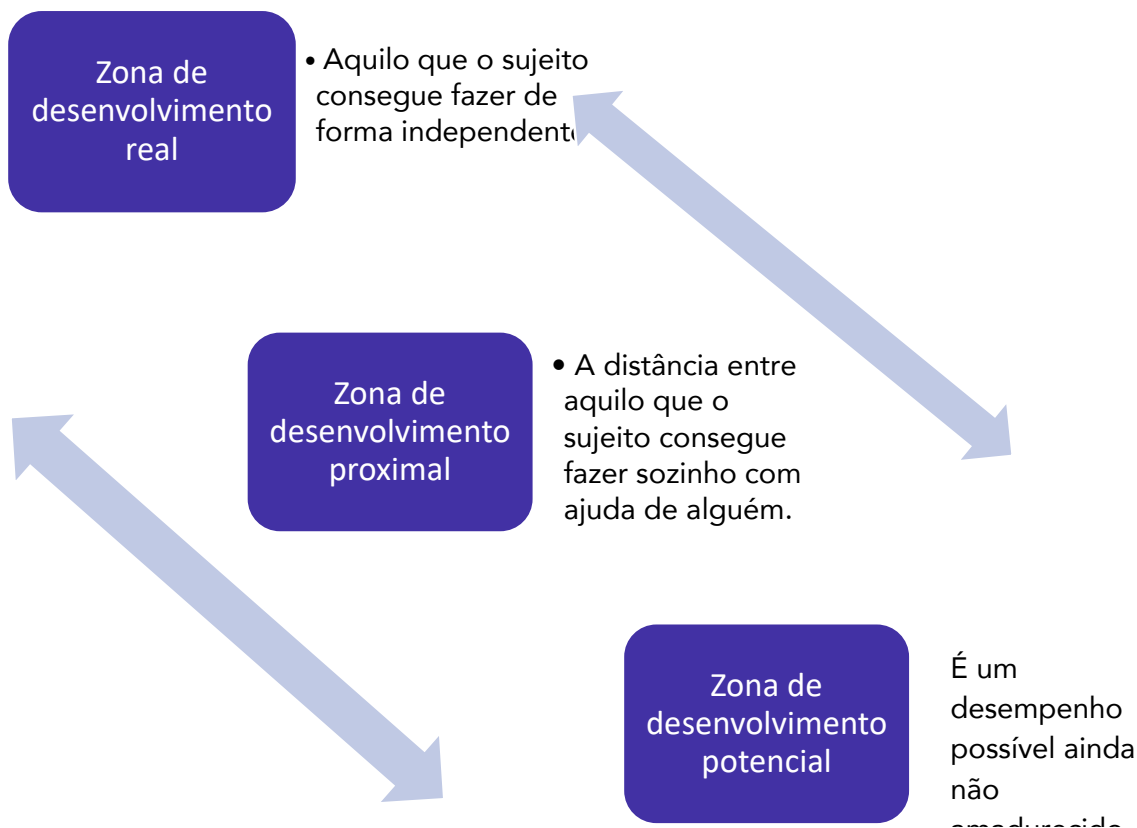 Zona de
desenvolvimento
real
• Aquilo que o sujeito
consegue fazer de
forma independente
Zona de
desenvolvimento
proximal
• A distância entre
aquilo que o
sujeito consegue
fazer sozinho com
ajuda de alguém.
Zona de
desenvolvimento
potencial
É um
desempenho
possível ainda
não
amadurecido